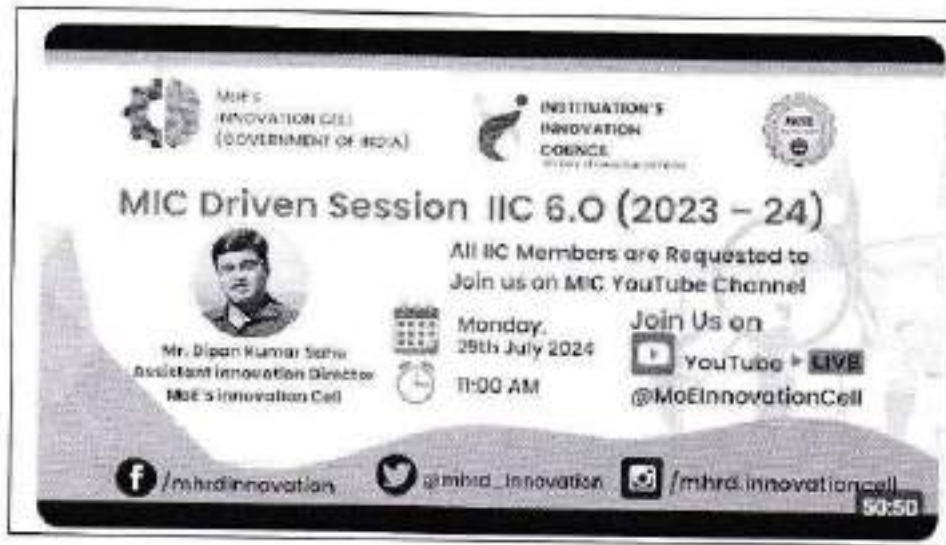 MoE's
INNOVATION CELL
(GOVERNMENT OF INDIA)
INSTITUATION'S
INNOVATION
COUNCIL
MIC Driven Session IIC 6.O (2023 – 24)
All IIC Members are Requested to
Join us on MIC YouTube Channel
Mr. Dipan Kumar Sahu
Assistant Innovation Director
MoE's Innovation Cell
Monday,
29th July 2024
11:00 AM
Join Us on
YouTube LIVE
@MoEInnovationCell
/mhrdinnovation
@mhrd_innovation
/mhrd.innovationcell
50:50